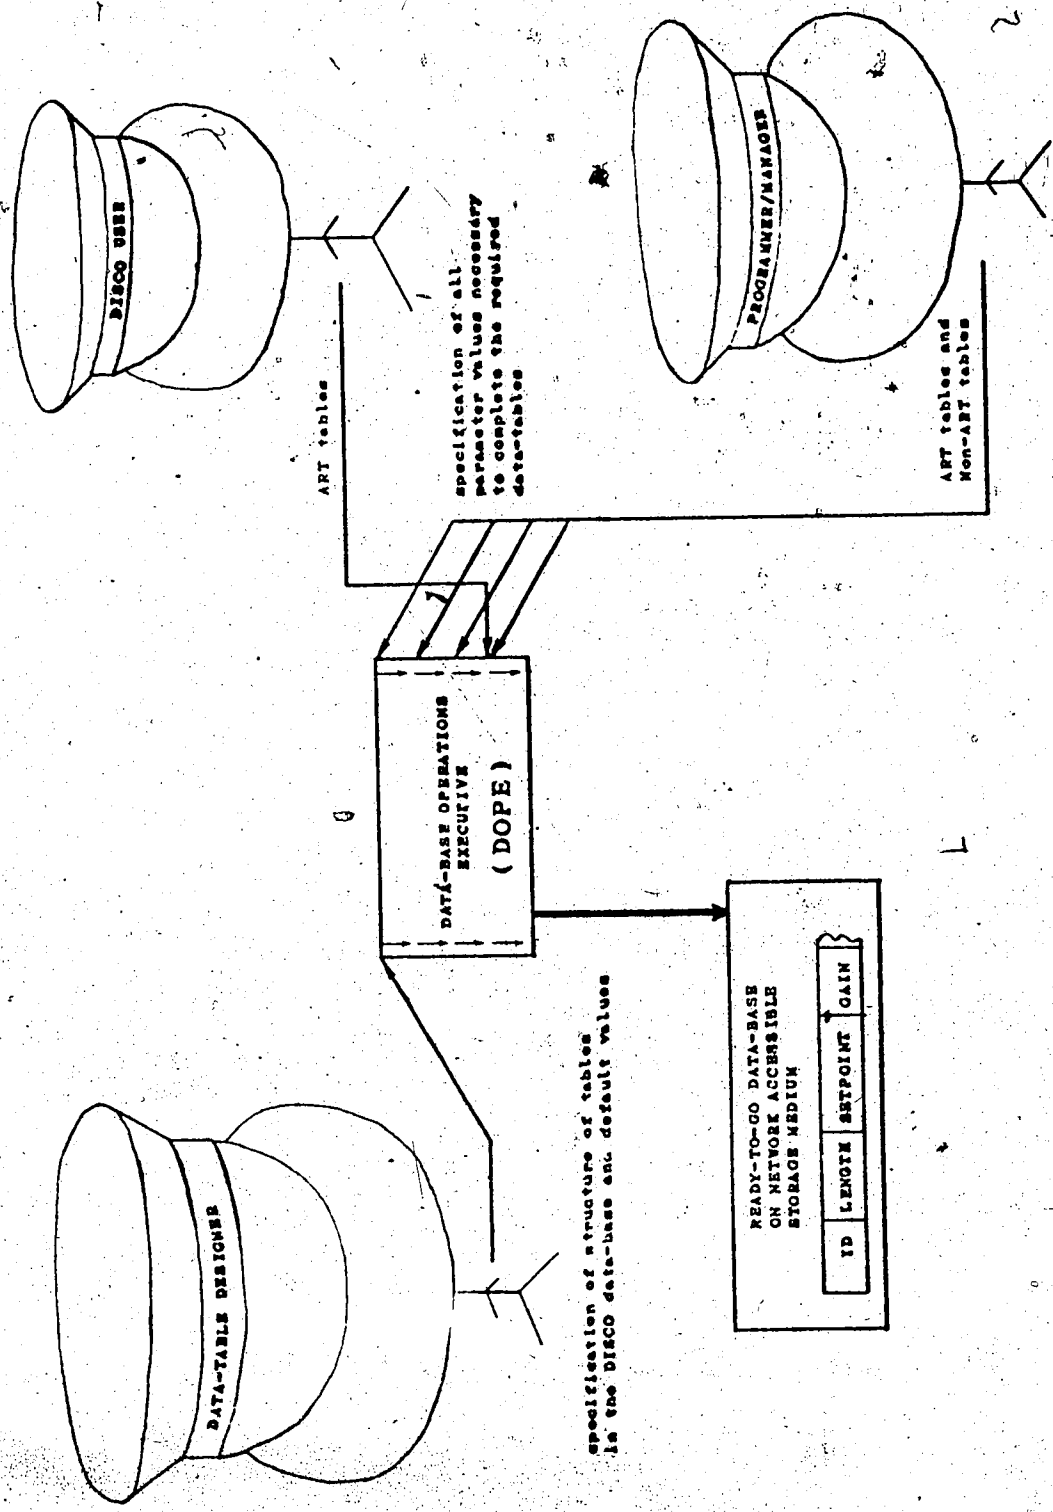 DATA-TABLE DESIGNER
specification of structure of tables
in the DISCO data-base and default values
DATA-BASE OPERATIONS
EXECUTIVE
(DOPE)
READY-TO-GO DATA-BASE
ON NETWORK ACCESSIBLE
STORAGE MEDIUM
ID LENGTH SETPOINT GAIN
DISCO USER
ART tables
specification of all
parameter values necessary
to complete the required
data-tables
PROGRAMMER/MANAGER
ART tables and
Non-ART tables